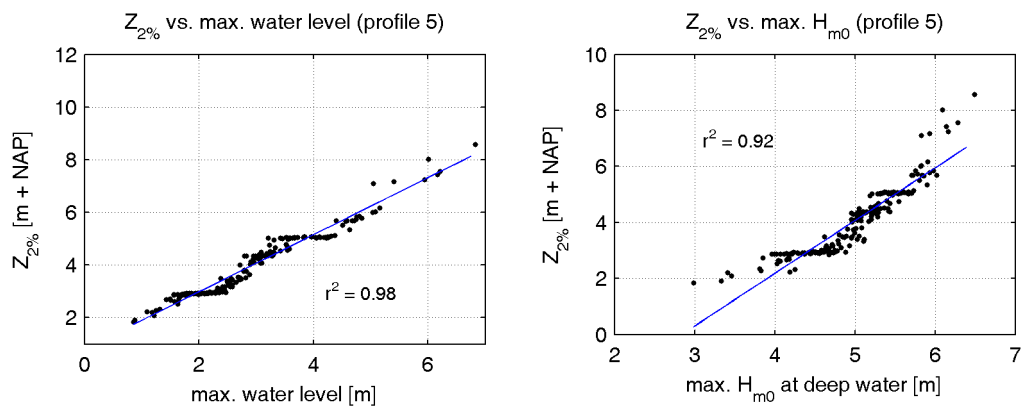 Z2% vs. max. water level (profile 5)
12
10
8
6
4
2
Z2% [m + NAP]
r² = 0.98
0
2
4
6
max. water level [m]
Z2% vs. max. Hm0 (profile 5)
10
8
6
4
2
0
Z2% [m + NAP]
r² = 0.92
2
3
4
5
6
7
max. Hm0 at deep water [m]